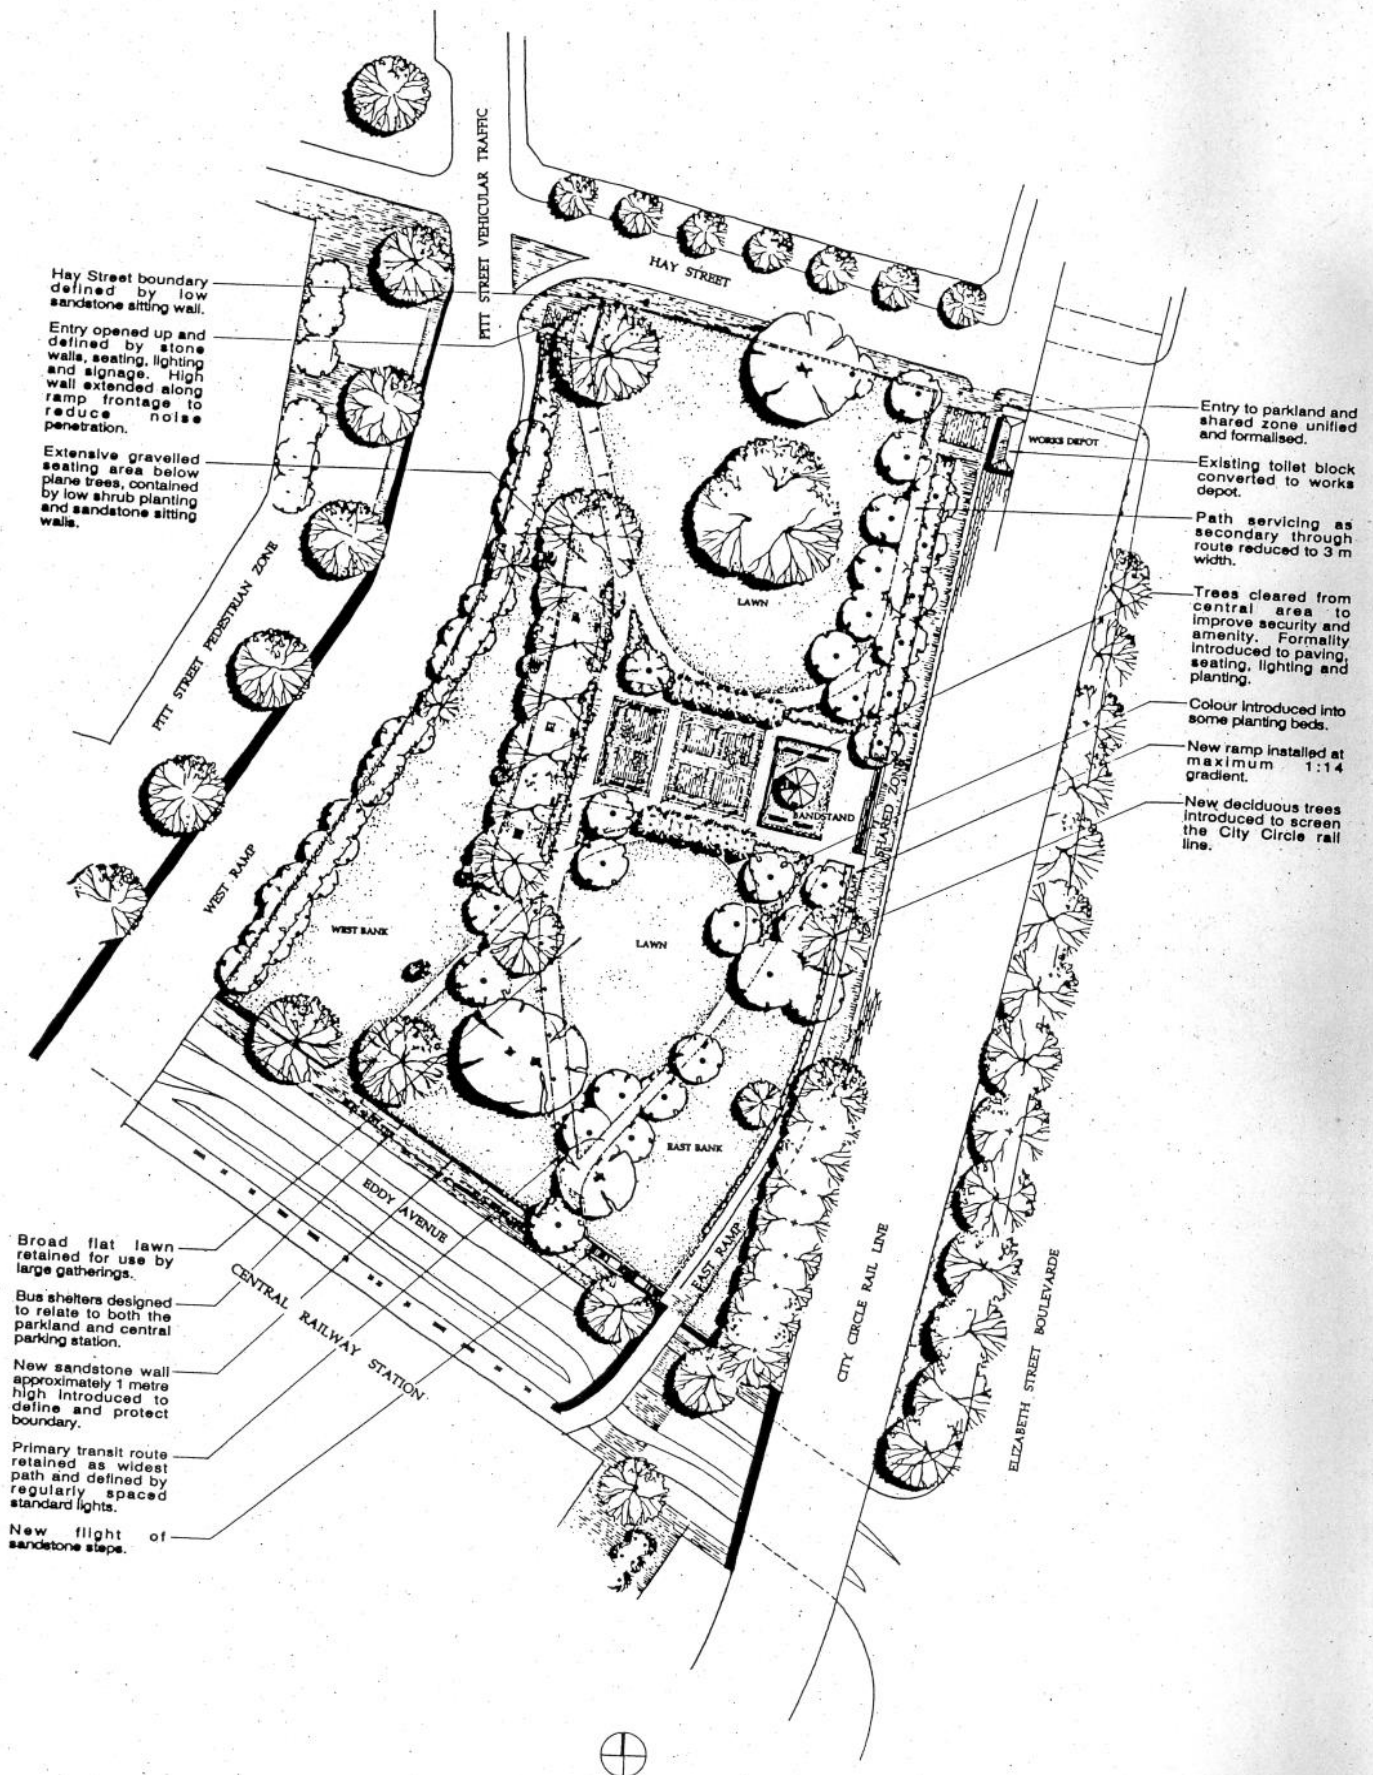 PITT STREET VEHICULAR TRAFFIC
HAY STREET
Hay Street boundary
defined by low
sandstone sitting wall.
Entry opened up and
defined by stone
walls, seating, lighting
and signage. High
wall extended along
ramp frontage to
reduce noise
penetration.
Extensive gravelled
seating area below
plane trees, contained
by low shrub planting
and sandstone sitting
walls.
PITT STREET PEDESTRIAN ZONE
WEST RAMP
WEST BANK
LAWN
BANDSTAND
SHARED ZONE
LAWN
EAST BANK
EAST RAMP
EDDY AVENUE
CENTRAL RAILWAY STATION
CITY CIRCLE RAIL LINE
ELIZABETH STREET BOULEVARDE
WORKS DEPOT
Entry to parkland and
shared zone unified
and formalised.
Existing toilet block
converted to works
depot.
Path servicing as
secondary through
route reduced to 3 m
width.
Trees cleared from
central area to
improve security and
amenity. Formality
introduced to paving,
seating, lighting and
planting.
Colour introduced into
some planting beds.
New ramp installed at
maximum 1:14
gradient.
New deciduous trees
introduced to screen
the City Circle rail
line.
Broad flat lawn
retained for use by
large gatherings.
Bus shelters designed
to relate to both the
parkland and central
parking station.
New sandstone wall
approximately 1 metre
high introduced to
define and protect
boundary.
Primary transit route
retained as widest
path and defined by
regularly spaced
standard lights.
New flight of
sandstone steps.